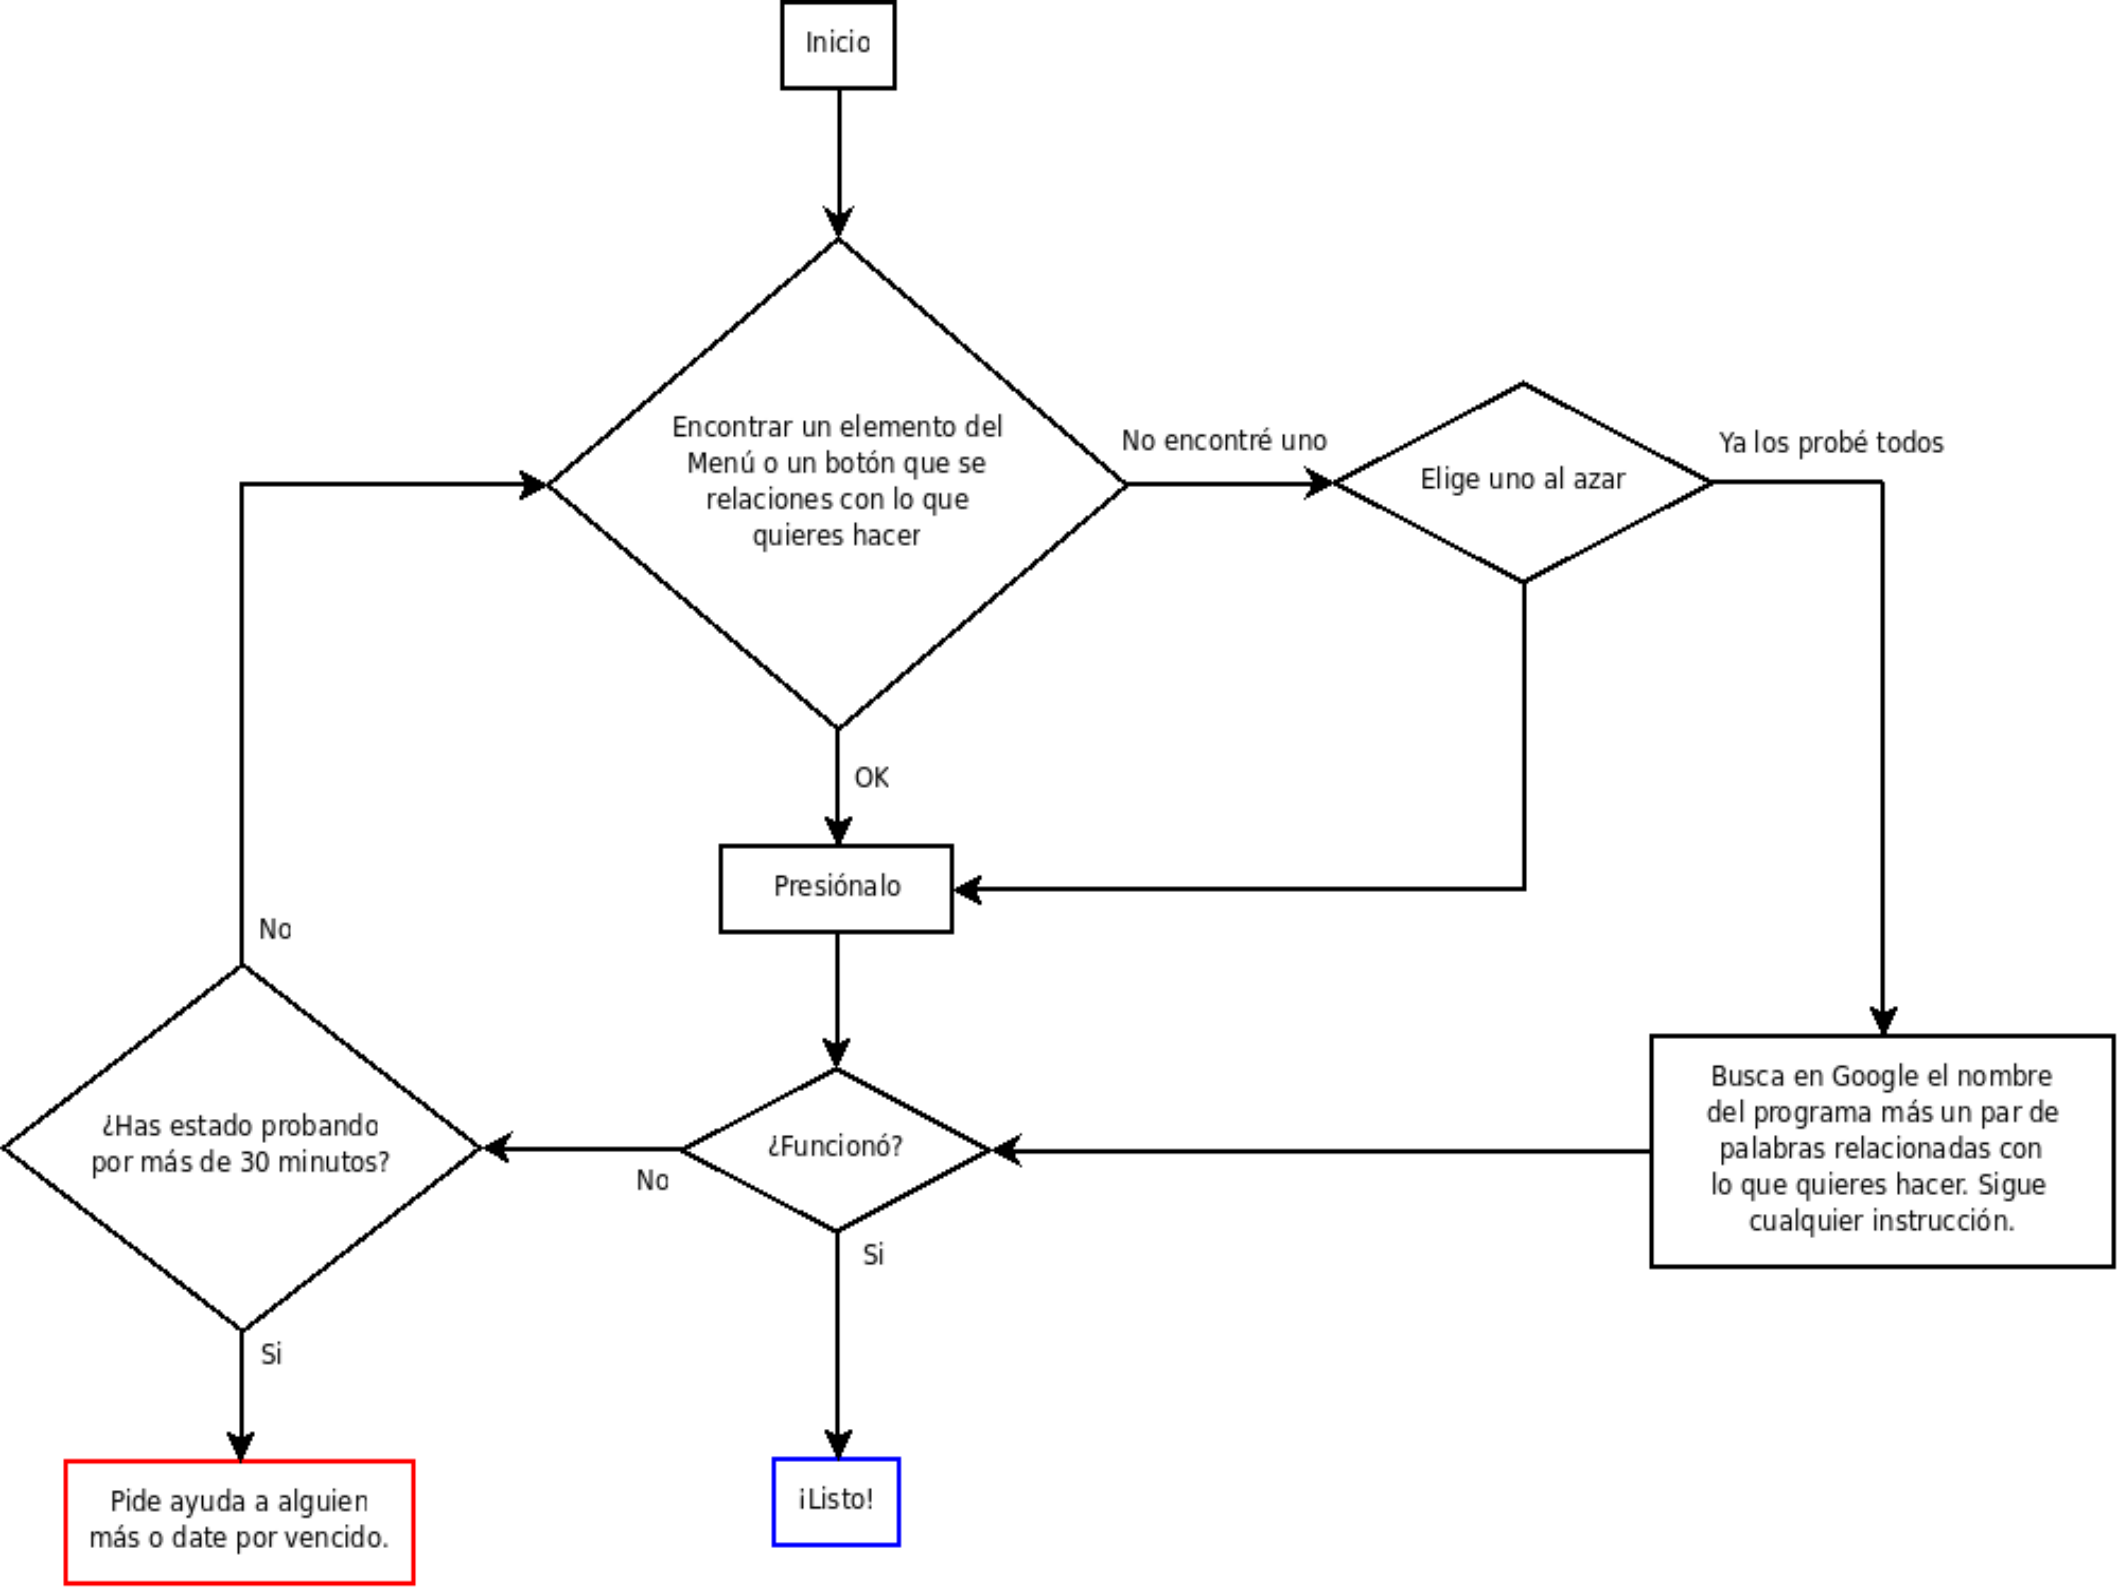 Inicio
Encontrar un elemento del
Menú o un botón que se
relaciones con lo que
quieres hacer
No encontré uno
Elige uno al azar
Ya los probé todos
OK
Presiónalo
No
¿Has estado probando
por más de 30 minutos?
No
¿Funcionó?
Busca en Google el nombre
del programa más un par de
palabras relacionadas con
lo que quieres hacer. Sigue
cualquier instrucción.
Si
Si
Pide ayuda a alguien
más o date por vencido.
¡Listo!